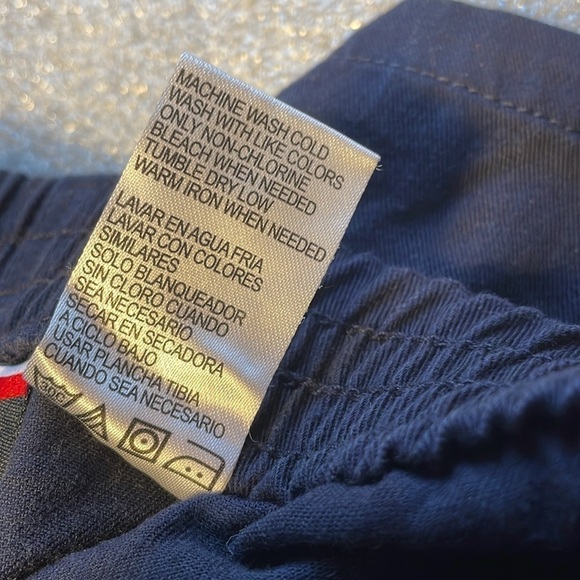 MACHINE WASH COLD
WASH WITH LIKE COLORS
ONLY NON-CHLORINE
BLEACH WHEN NEEDED
TUMBLE DRY LOW
WARM IRON WHEN NEEDED
LAVAR EN AGUA FRIA
LAVAR CON COLORES
SIMILARES
SOLO BLANQUEADOR
SIN CLORO CUANDO
SEA NECESARIO
SECAR EN SECADORA
A CICLO BAJO
USAR PLANCHA TIBIA
CUANDO SEA NECESARIO